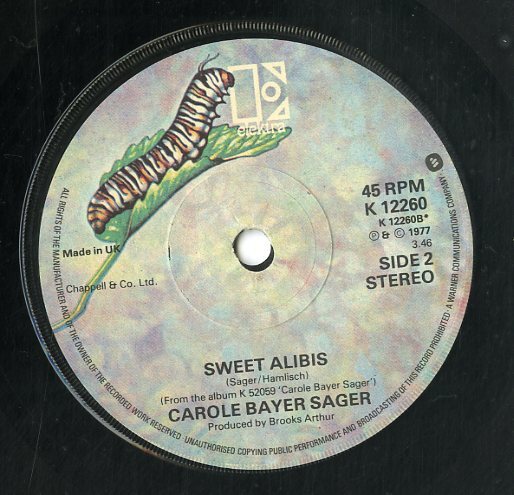 elektra
45 RPM
K 12260
K 12260B*
Ⓟ & © 1977
3.46
SIDE 2
STEREO
Made in UK
Chappell & Co. Ltd.
SWEET ALIBIS
(Sager/Hamlisch)
(From the album K 52059 'Carole Bayer Sager')
CAROLE BAYER SAGER
Produced by Brooks Arthur
ALL RIGHTS OF THE MANUFACTURER AND OF THE OWNER OF THE RECORDED WORK RESERVED UNAUTHORISED COPYING PUBLIC PERFORMANCE AND BROADCASTING OF THIS RECORD PROHIBITED · A WARNER COMMUNICATIONS COMPANY